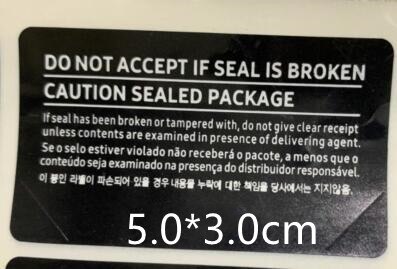 DO NOT ACCEPT IF SEAL IS BROKEN
CAUTION SEALED PACKAGE
If seal has been broken or tampered with, do not give clear receipt
unless contents are examined in presence of delivering agent.
Se o selo estiver violado não receberá o pacote, a menos que o
conteúdo seja examinado na presença do distribuidor responsável.
이 봉인 라벨이 파손되어 있을 경우 내용물 누락에 대한 책임을 당사에서는 지지않음.
5.0*3.0cm